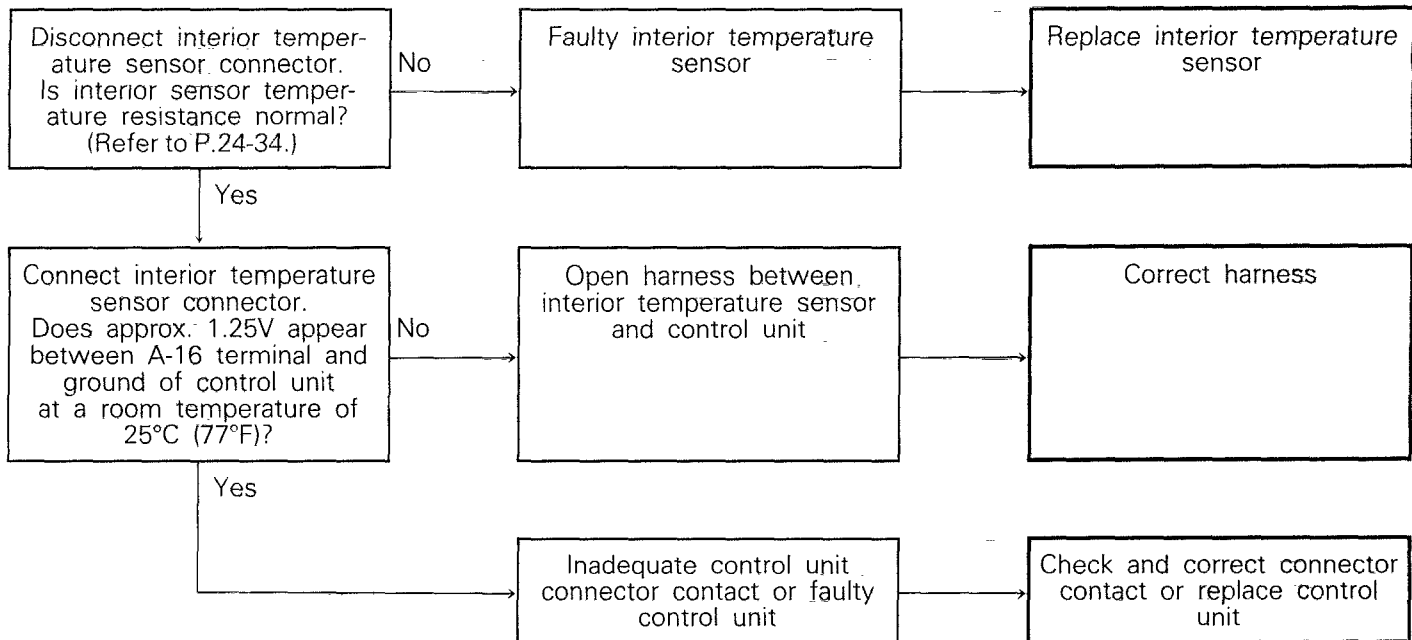 Disconnect interior temper-
ature sensor connector.
Is interior sensor temper-
ature resistance normal?
(Refer to P.24-34.)
No
Faulty interior temperature
sensor
Replace interior temperature
sensor
Yes
Connect interior temperature
sensor connector.
Does approx. 1.25V appear
between A-16 terminal and
ground of control unit
at a room temperature of
25°C (77°F)?
No
Open harness between
interior temperature sensor
and control unit
Correct harness
Yes
Inadequate control unit
connector contact or faulty
control unit
Check and correct connector
contact or replace control
unit